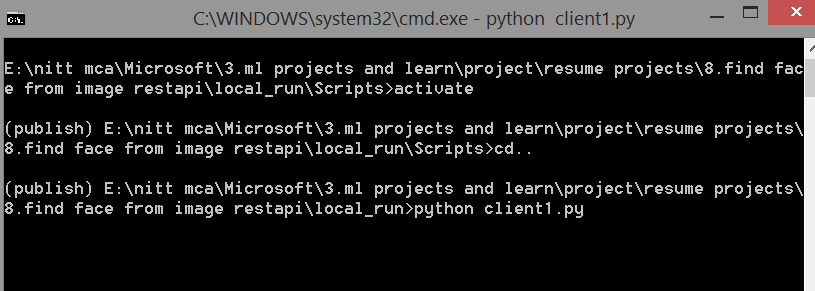 C:\WINDOWS\system32\cmd.exe - python  client1.py
E:\nitt mca\Microsoft\3.ml projects and learn\project\resume projects\8.find fac
e from image restapi\local_run\Scripts>activate
(publish) E:\nitt mca\Microsoft\3.ml projects and learn\project\resume projects\
8.find face from image restapi\local_run\Scripts>cd..
(publish) E:\nitt mca\Microsoft\3.ml projects and learn\project\resume projects\
8.find face from image restapi\local_run>python client1.py